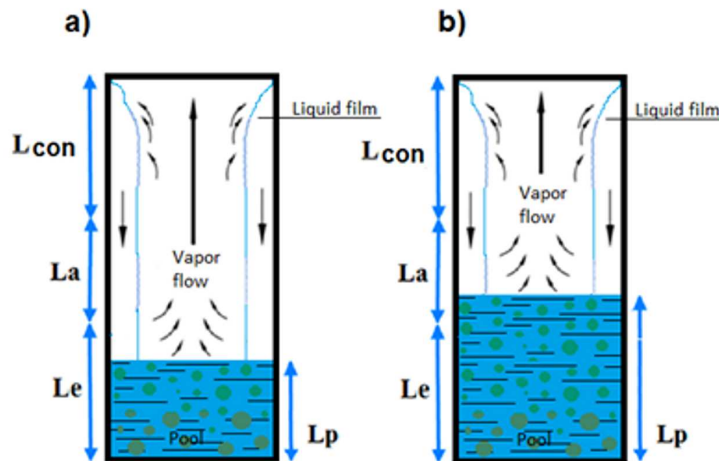 a)
Liquid film
Lcon
Vapor
flow
La
Le
Pool
Lp
b)
Liquid film
Lcon
Vapor
flow
La
Le
Pool
Lp